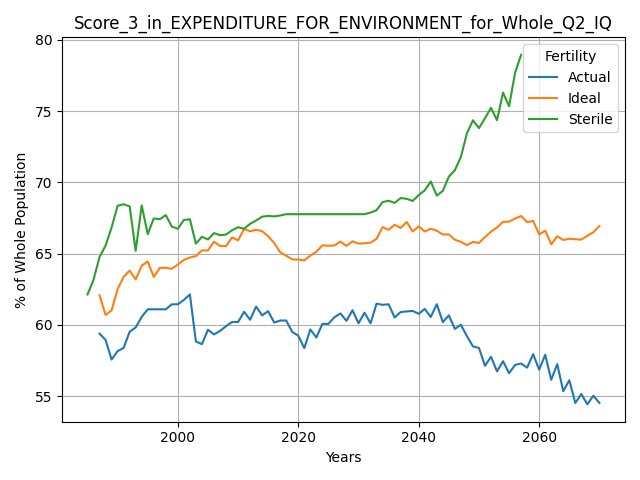 Score_3_in_EXPENDITURE_FOR_ENVIRONMENT_for_Whole_Q2_IQ
80
75
70
65
60
55
% of Whole Population
Fertility
Actual
Ideal
Sterile
2000
2020
2040
2060
Years